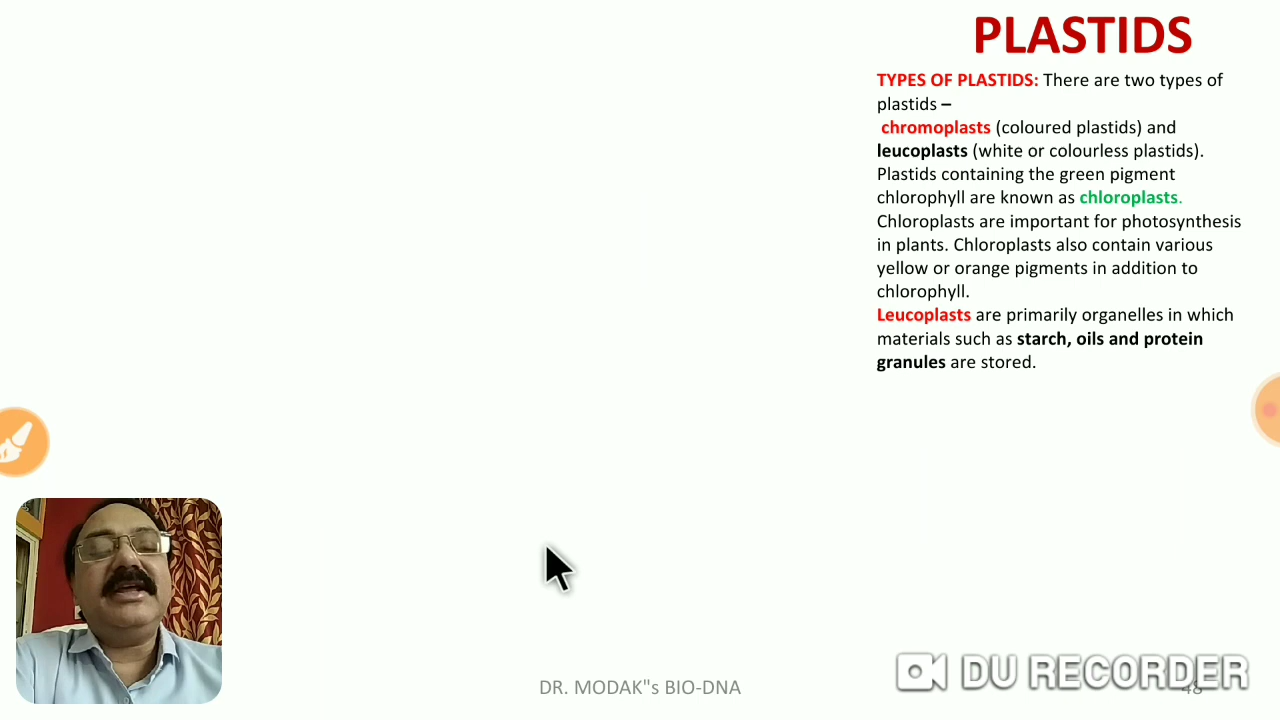 PLASTIDS
TYPES OF PLASTIDS: There are two types of
plastids –
chromoplasts (coloured plastids) and
leucoplasts (white or colourless plastids).
Plastids containing the green pigment
chlorophyll are known as chloroplasts.
Chloroplasts are important for photosynthesis
in plants. Chloroplasts also contain various
yellow or orange pigments in addition to
chlorophyll.
Leucoplasts are primarily organelles in which
materials such as starch, oils and protein
granules are stored.
DU RECORDER
DR. MODAK"s BIO-DNA
48